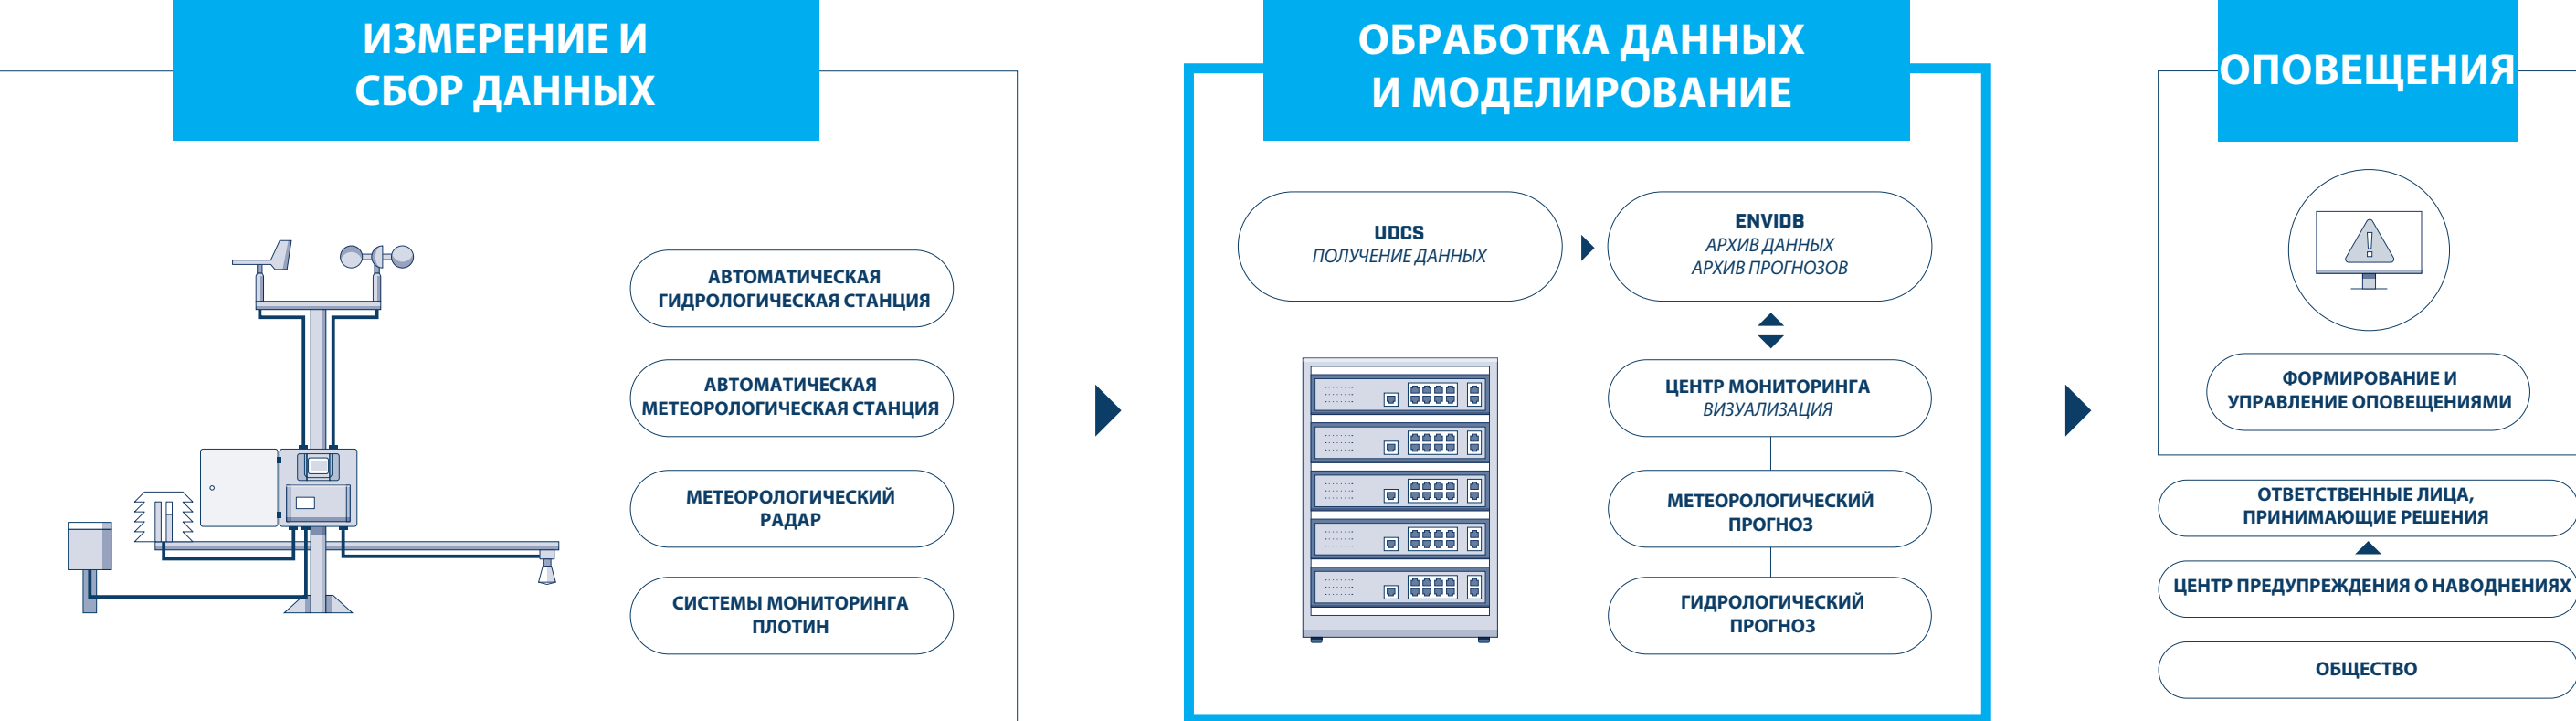 ИЗМЕРЕНИЕ И
СБОР ДАННЫХ
АВТОМАТИЧЕСКАЯ
ГИДРОЛОГИЧЕСКАЯ СТАНЦИЯ
АВТОМАТИЧЕСКАЯ
МЕТЕОРОЛОГИЧЕСКАЯ СТАНЦИЯ
МЕТЕОРОЛОГИЧЕСКИЙ
РАДАР
СИСТЕМЫ МОНИТОРИНГА
ПЛОТИН
ОБРАБОТКА ДАННЫХ
И МОДЕЛИРОВАНИЕ
UDCS
ПОЛУЧЕНИЕ ДАННЫХ
ENVIDB
АРХИВ ДАННЫХ
АРХИВ ПРОГНОЗОВ
ЦЕНТР МОНИТОРИНГА
ВИЗУАЛИЗАЦИЯ
МЕТЕОРОЛОГИЧЕСКИЙ
ПРОГНОЗ
ГИДРОЛОГИЧЕСКИЙ
ПРОГНОЗ
ОПОВЕЩЕНИЯ
ФОРМИРОВАНИЕ И
УПРАВЛЕНИЕ ОПОВЕЩЕНИЯМИ
ОТВЕТСТВЕННЫЕ ЛИЦА,
ПРИНИМАЮЩИЕ РЕШЕНИЯ
ЦЕНТР ПРЕДУПРЕЖДЕНИЯ О НАВОДНЕНИЯХ
ОБЩЕСТВО